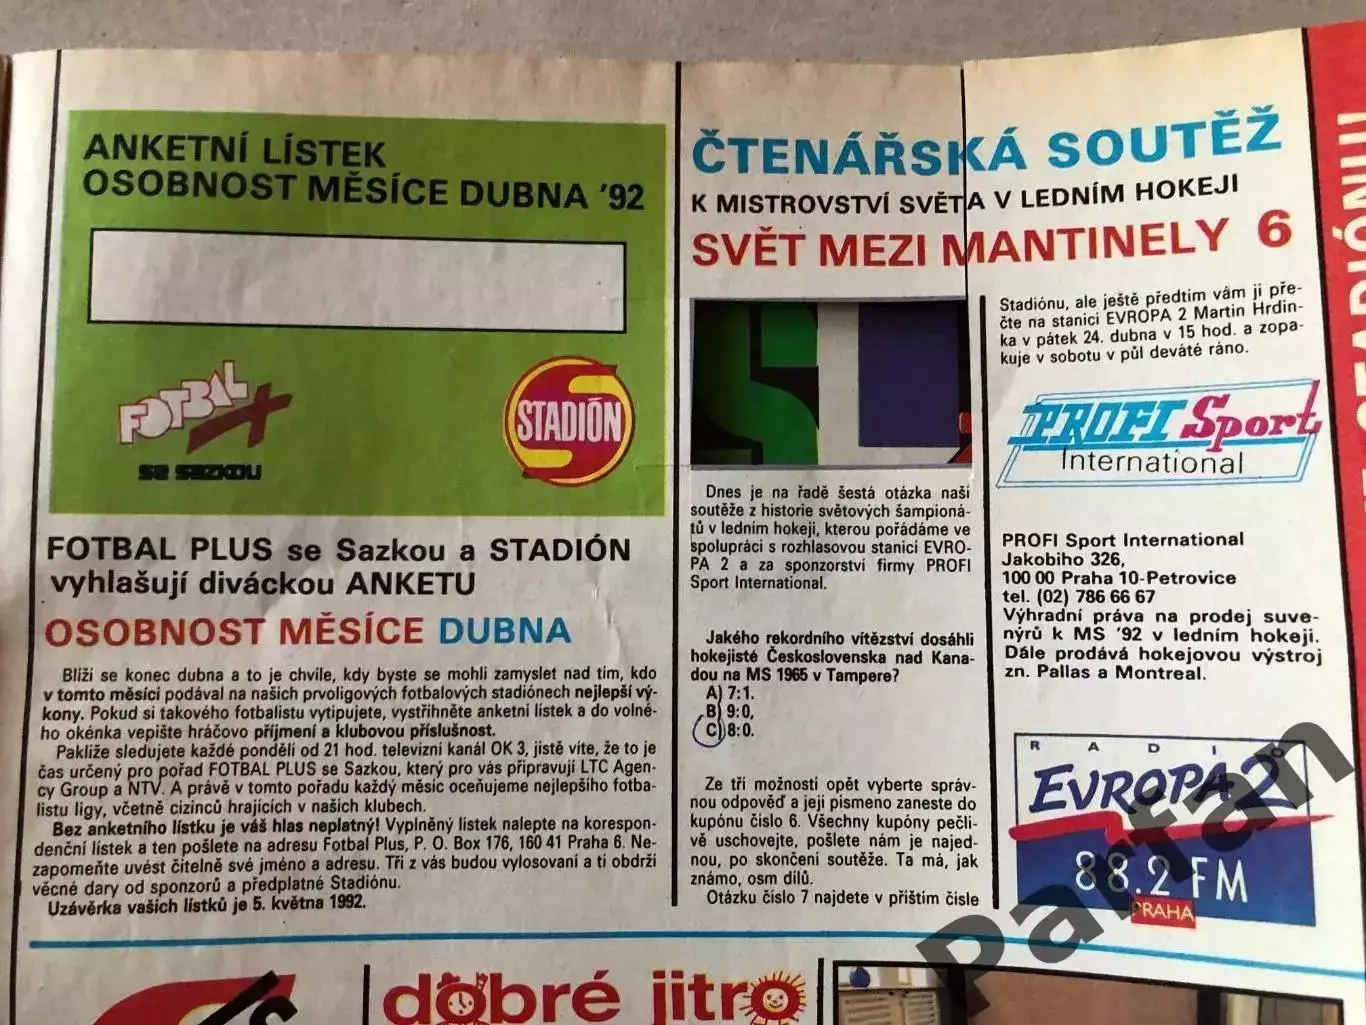 ANKETNÍ LÍSTEK
OSOBNOST MĚSÍCE DUBNA '92
FOTBAL
SE SAZKOU
STADIÓN
FOTBAL PLUS se Sazkou a STADIÓN
vyhlašují diváckou ANKETU
OSOBNOST MĚSÍCE DUBNA
Blíží se konec dubna a to je chvíle, kdy byste se mohli zamyslet nad tím, kdo
v tomto měsíci podával na našich prvoligových fotbalových stadiónech nejlepší vý-
kony. Pokud si takového fotbalistu vytipujete, vystřihněte anketní lístek a do volné-
ho okénka vepište hráčovo příjmení a klubovou příslušnost.
Pakliže sledujete každé pondělí od 21 hod. televizní kanál OK 3, jistě víte, že to je
čas určený pro pořad FOTBAL PLUS se Sazkou, který pro vás připravují LTC Agen-
cy Group a NTV. A právě v tomto pořadu každý měsíc oceňujeme nejlepšího fotba-
listu ligy, včetně cizinců hrajících v našich klubech.
Bez anketního lístku je váš hlas neplatný! Vyplněný lístek nalepte na korespon-
denční lístek a ten pošlete na adresu Fotbal Plus, P. O. Box 176, 160 41 Praha 6. Ne-
zapomeňte uvést čitelně své jméno a adresu. Tři z vás budou vylosovaní a ti obdrží
věcné dary od sponzorů a předplatné Stadiónu.
Uzávěrka vašich lístků je 5. května 1992.
ČTENÁŘSKÁ SOUTĚŽ
K MISTROVSTVÍ SVĚTA V LEDNÍM HOKEJI
SVĚT MEZI MANTINELY 6
Dnes je na řadě šestá otázka naší
soutěže z historie světových šampioná-
tů v ledním hokeji, kterou pořádáme ve
spolupráci s rozhlasovou stanicí EVRO-
PA 2 a za sponzorství firmy PROFI
Sport International.
Jakého rekordního vítězství dosáhli
hokejisté Československa nad Kana-
dou na MS 1965 v Tampere?
A) 7:1.
B) 9:0,
C) 8:0.
Ze tří možností opět vyberte správ-
nou odpověď a její písmeno zaneste do
kupónu číslo 6. Všechny kupóny pečli-
vě uschovejte, pošlete nám je najed-
nou, po skončení soutěže. Ta má, jak
známo, osm dílů.
Otázku číslo 7 najdete v příštím čísle
Stadiónu, ale ještě předtím vám ji pře-
čte na stanici EVROPA 2 Martin Hrdin-
ka v pátek 24. dubna v 15 hod. a zopa-
kuje v sobotu v půl deváté ráno.
PROFI Sport
International
PROFI Sport International
Jakobiho 326,
100 00 Praha 10-Petrovice
tel. (02) 786 66 67
Výhradní práva na prodej suve-
nýrů k MS '92 v ledním hokeji.
Dále prodává hokejovou výstroj
zn. Pallas a Montreal.
RADIO
EVROPA 2
88.2 FM
PRAHA
dobré jitro
Parfan